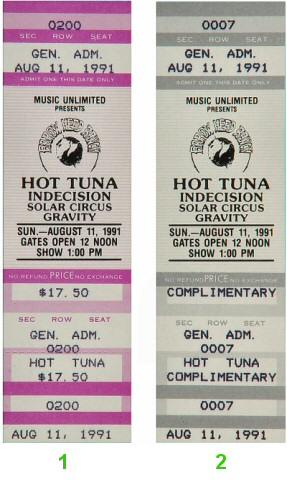 0200
SEC ROW SEAT
GEN. ADM.
AUG 11, 1991
ADMIT ONE THIS DATE ONLY
MUSIC UNLIMITED
PRESENTS
HOT TUNA
INDECISION
SOLAR CIRCUS
GRAVITY
SUN.—AUGUST 11, 1991
GATES OPEN 12 NOON
SHOW 1:00 PM
NO REFUND PRICE NO EXCHANGE
$17.50
SEC ROW SEAT
GEN. ADM.
0200
HOT TUNA
$17.50
0200
AUG 11, 1991
1
0007
SEC ROW SEAT
GEN. ADM.
AUG 11, 1991
ADMIT ONE THIS DATE ONLY
MUSIC UNLIMITED
PRESENTS
HOT TUNA
INDECISION
SOLAR CIRCUS
GRAVITY
SUN.—AUGUST 11, 1991
GATES OPEN 12 NOON
SHOW 1:00 PM
NO REFUND PRICE NO EXCHANGE
COMPLIMENTARY
SEC ROW SEAT
GEN. ADM.
0007
HOT TUNA
COMPLIMENTARY
0007
AUG 11, 1991
2